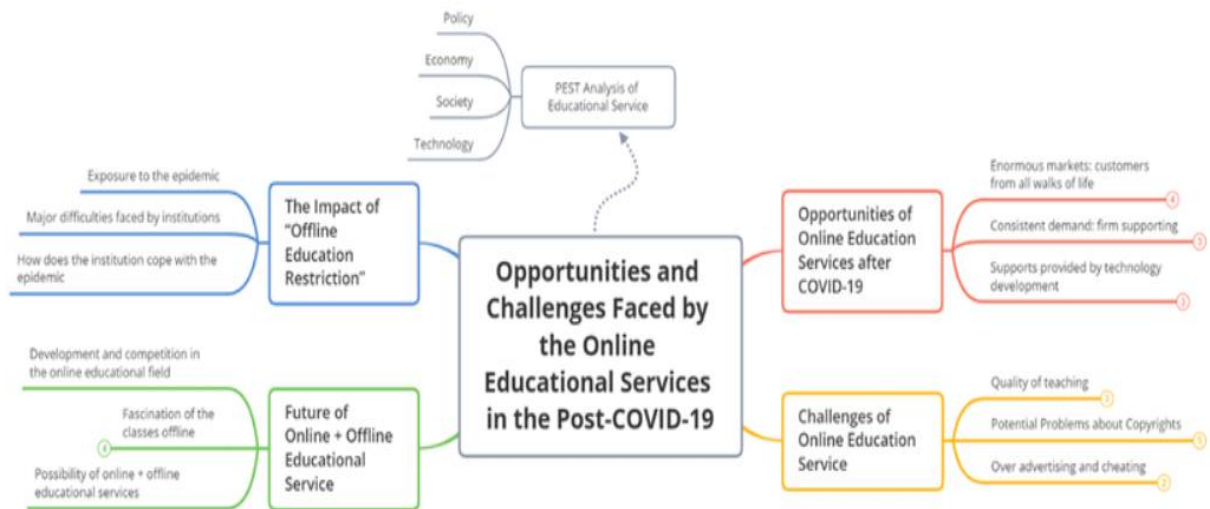 Policy
Economy
Society
Technology
PEST Analysis of
Educational Service
Exposure to the epidemic
Major difficulties faced by institutions
How does the institution cope with the
epidemic
The Impact of
"Offline
Education
Restriction"
Development and competition in
the online educational field
Fascination of the
classes offline
4
Possibility of online + offline
educational services
Future of
Online + Offline
Educational
Service
Opportunities and
Challenges Faced by
the Online
Educational Services
in the Post-COVID-19
Opportunities of
Online Education
Services after
COVID-19
Enormous markets: customers
from all walks of life
4
Consistent demand: firm supporting
Supports provided by technology
development
Challenges of
Online Education
Service
Quality of teaching
Potential Problems about Copyrights
Over advertising and cheating
2